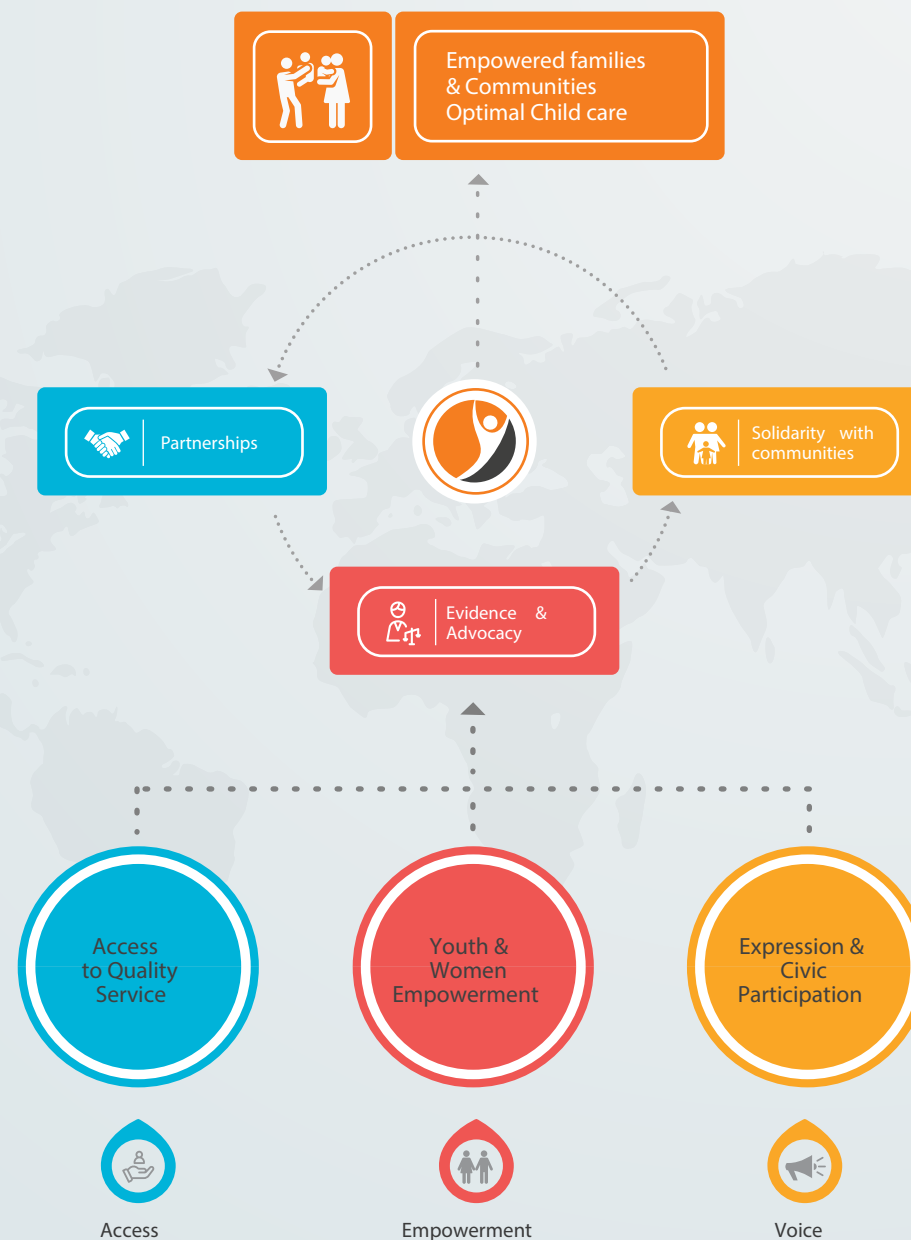 Empowered families
& Communities
Optimal Child care
Partnerships
Solidarity with
communities
Evidence &
Advocacy
Access
to Quality
Service
Youth &
Women
Empowerment
Expression &
Civic
Participation
Access
Empowerment
Voice